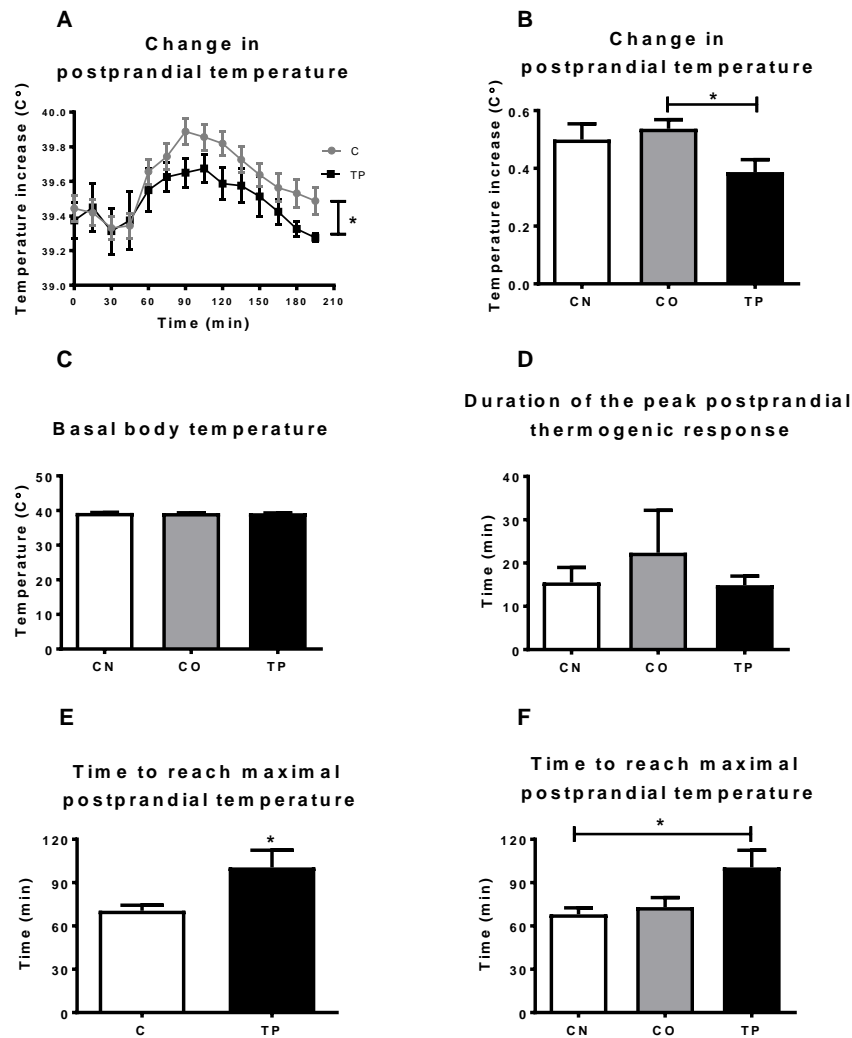 A
Change in
postprandial temperature
Temperature increase (C°)
40.0
39.8
39.6
39.4
39.2
39.0
0 30 60 90 120 150 180 210
Time (min)
C
TP
*
B
Change in
postprandial temperature
Temperature increase (C°)
0.6
0.4
0.2
0.0
*
CN CO TP
C
Basal body temperature
Temperature (C°)
50
40
30
20
10
0
CN CO TP
D
Duration of the peak postprandial
thermogenic response
Time (min)
40
30
20
10
0
CN CO TP
E
Time to reach maximal
postprandial temperature
Time (min)
120
90
60
30
0
*
C TP
F
Time to reach maximal
postprandial temperature
Time (min)
120
90
60
30
0
*
CN CO TP